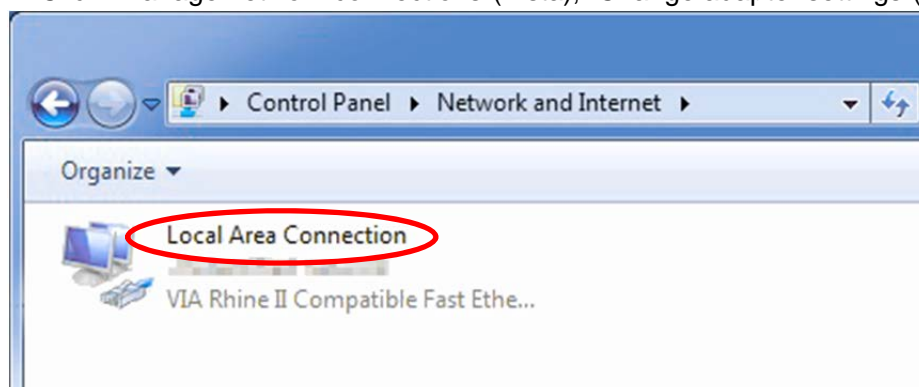 Control Panel ▸ Network and Internet ▸
Organize
Local Area Connection
VIA Rhine II Compatible Fast Ethe...